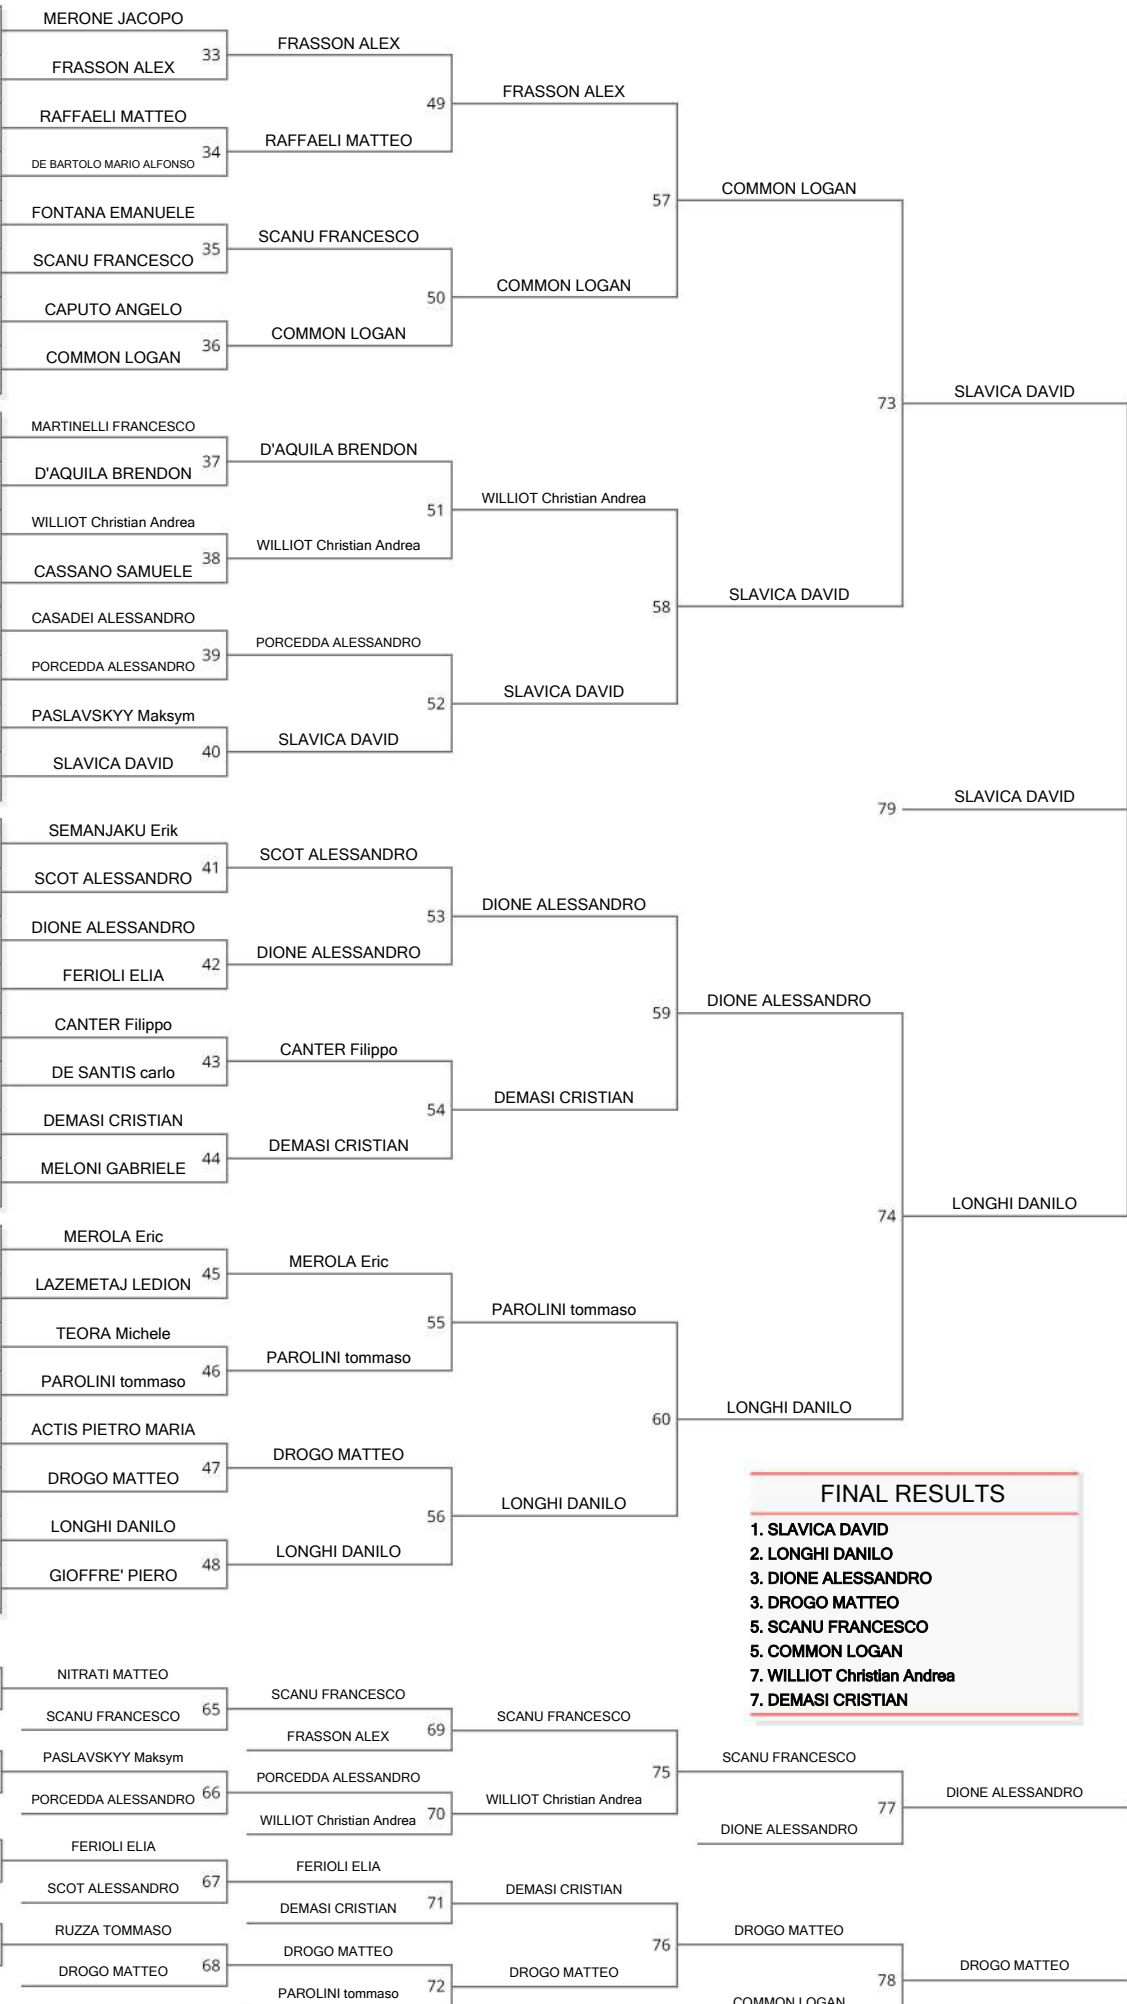 MERONE JACOPO
33
FRASSON ALEX
FRASSON ALEX
49
FRASSON ALEX
RAFFAELI MATTEO
34
RAFFAELI MATTEO
DE BARTOLO MARIO ALFONSO
57
COMMON LOGAN
FONTANA EMANUELE
35
SCANU FRANCESCO
SCANU FRANCESCO
50
COMMON LOGAN
CAPUTO ANGELO
36
COMMON LOGAN
COMMON LOGAN
73
SLAVICA DAVID
MARTINELLI FRANCESCO
37
D'AQUILA BRENDON
D'AQUILA BRENDON
51
WILLIOT Christian Andrea
WILLIOT Christian Andrea
38
WILLIOT Christian Andrea
CASSANO SAMUELE
58
SLAVICA DAVID
CASADEI ALESSANDRO
39
PORCEDDA ALESSANDRO
PORCEDDA ALESSANDRO
52
SLAVICA DAVID
PASLAVSKYY Maksym
40
SLAVICA DAVID
SLAVICA DAVID
79
SLAVICA DAVID
SEMANJAKU Erik
41
SCOT ALESSANDRO
SCOT ALESSANDRO
53
DIONE ALESSANDRO
DIONE ALESSANDRO
42
DIONE ALESSANDRO
FERIOLI ELIA
59
DIONE ALESSANDRO
CANTER Filippo
43
CANTER Filippo
DE SANTIS carlo
54
DEMASI CRISTIAN
DEMASI CRISTIAN
44
DEMASI CRISTIAN
MELONI GABRIELE
74
LONGHI DANILO
MEROLA Eric
45
MEROLA Eric
LAZEMETAJ LEDION
55
PAROLINI tommaso
TEORA Michele
46
PAROLINI tommaso
PAROLINI tommaso
60
LONGHI DANILO
ACTIS PIETRO MARIA
47
DROGO MATTEO
DROGO MATTEO
56
LONGHI DANILO
LONGHI DANILO
48
LONGHI DANILO
GIOFFRE' PIERO
FINAL RESULTS
1. SLAVICA DAVID
2. LONGHI DANILO
3. DIONE ALESSANDRO
3. DROGO MATTEO
5. SCANU FRANCESCO
5. COMMON LOGAN
7. WILLIOT Christian Andrea
7. DEMASI CRISTIAN
NITRATI MATTEO
65
SCANU FRANCESCO
SCANU FRANCESCO
69
SCANU FRANCESCO
FRASSON ALEX
75
SCANU FRANCESCO
PASLAVSKYY Maksym
66
PORCEDDA ALESSANDRO
PORCEDDA ALESSANDRO
70
WILLIOT Christian Andrea
WILLIOT Christian Andrea
77
DIONE ALESSANDRO
DIONE ALESSANDRO
FERIOLI ELIA
67
FERIOLI ELIA
SCOT ALESSANDRO
71
DEMASI CRISTIAN
DEMASI CRISTIAN
76
DROGO MATTEO
RUZZA TOMMASO
68
DROGO MATTEO
DROGO MATTEO
72
DROGO MATTEO
PAROLINI tommaso
78
DROGO MATTEO
COMMON LOGAN